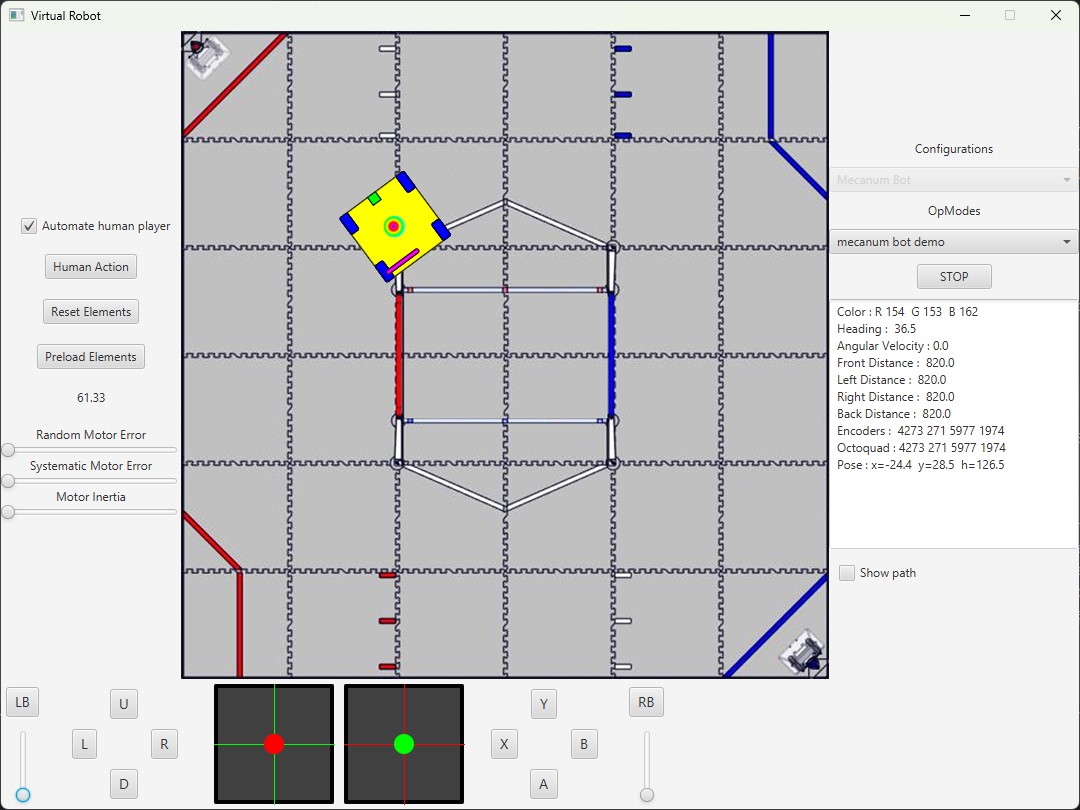 Virtual Robot
Automate human player
Human Action
Reset Elements
Preload Elements
61.33
Random Motor Error
Systematic Motor Error
Motor Inertia
Configurations
Mecanum Bot
OpModes
mecanum bot demo
STOP
Color : R 154  G 153  B 162
Heading :  36.5
Angular Velocity : 0.0
Front Distance :  820.0
Left Distance :  820.0
Right Distance :  820.0
Back Distance :  820.0
Encoders :  4273 271 5977 1974
Octoquad : 4273 271 5977 1974
Pose : x=-24.4  y=28.5  h=126.5
Show path
LB
U
L
R
D
Y
X
B
A
RB